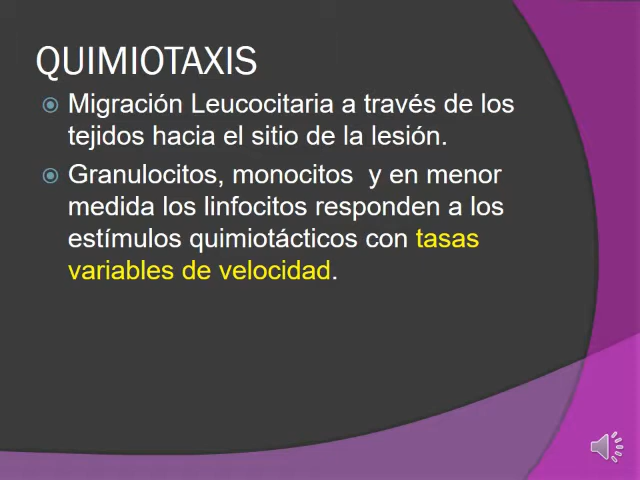 QUIMIOTAXIS
Migración Leucocitaria a través de los
tejidos hacia el sitio de la lesión.
Granulocitos, monocitos  y en menor
medida los linfocitos responden a los
estímulos quimiotácticos con tasas
variables de velocidad.